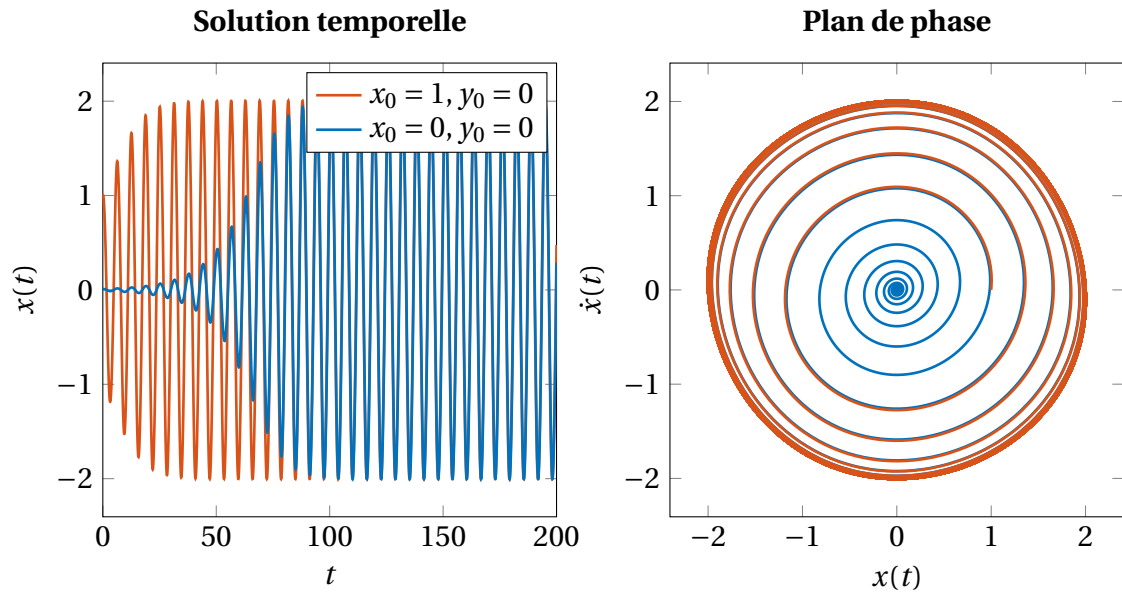 Solution temporelle
x₀ = 1, y₀ = 0
x₀ = 0, y₀ = 0
2
1
0
−1
−2
x(t)
0
50
100
150
200
t
Plan de phase
2
1
0
−1
−2
ẋ(t)
−2
−1
0
1
2
x(t)